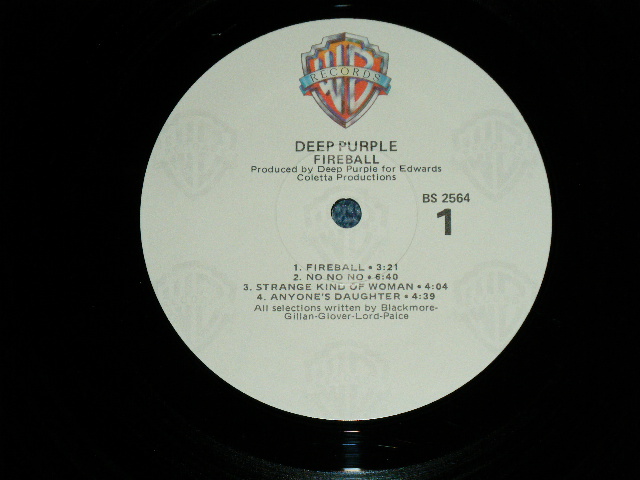 WB
RECORDS
DEEP PURPLE
FIREBALL
Produced by Deep Purple for Edwards
Coletta Productions
BS 2564
1
1. FIREBALL • 3:21
2. NO NO NO • 6:40
3. STRANGE KIND OF WOMAN • 4:04
4. ANYONE'S DAUGHTER • 4:39
All selections written by Blackmore-
Gillan-Glover-Lord-Paice